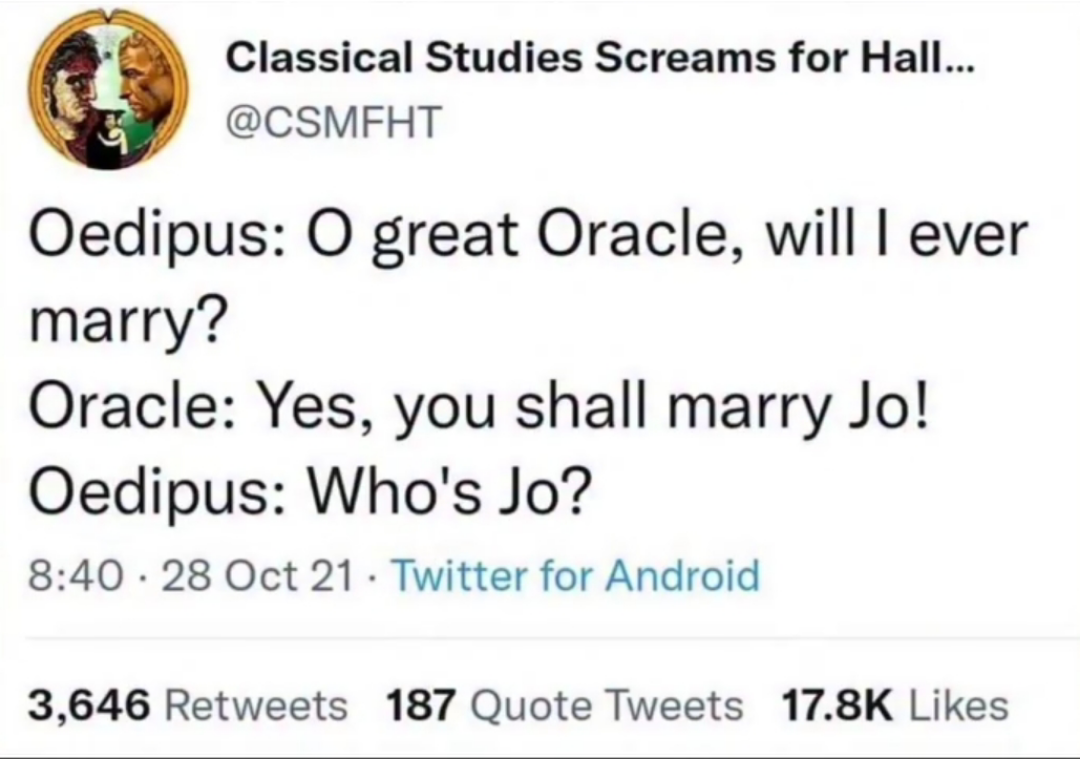 Classical Studies Screams for Hall...
@CSMFHT
Oedipus: O great Oracle, will I ever
marry?
Oracle: Yes, you shall marry Jo!
Oedipus: Who's Jo?
8:40 · 28 Oct 21 · Twitter for Android
3,646 Retweets 187 Quote Tweets 17.8K Likes